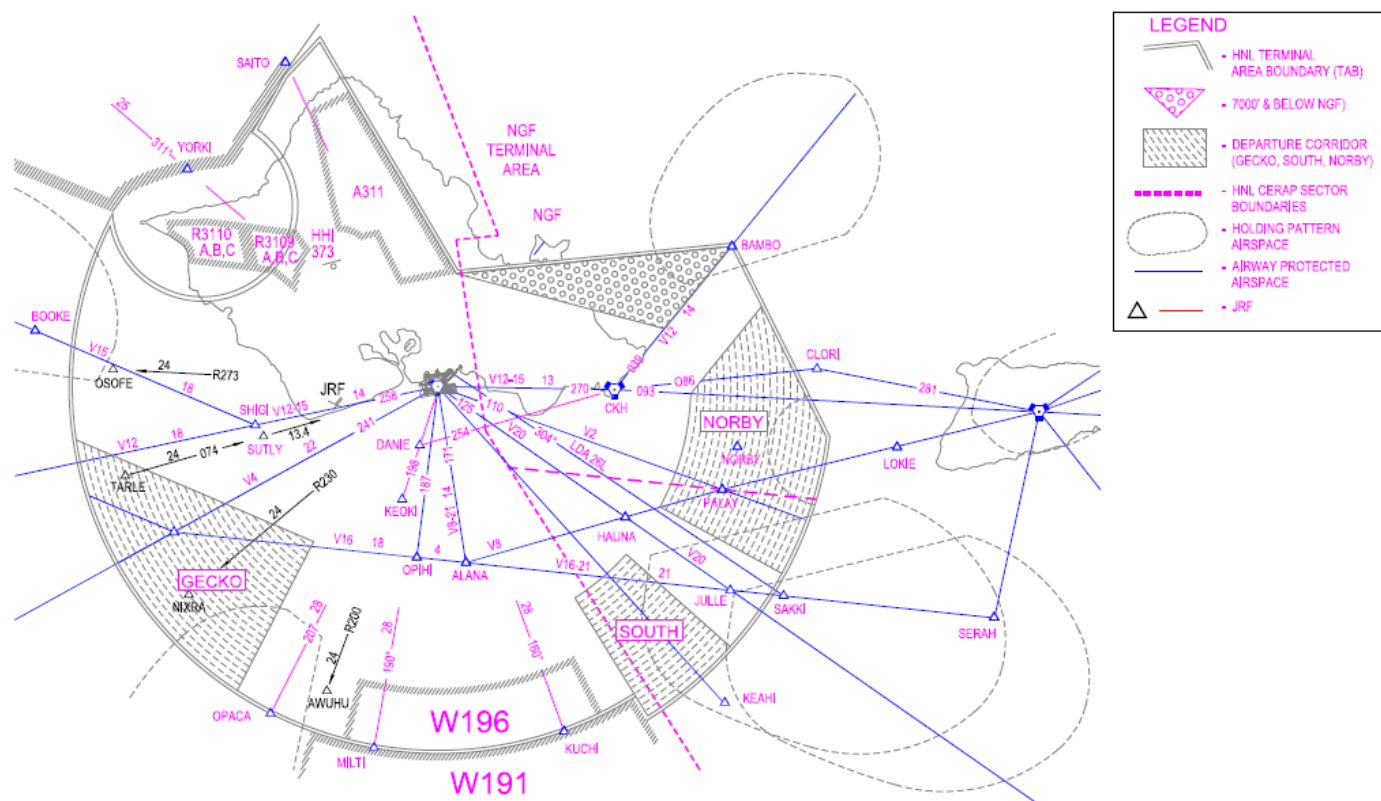 LEGEND
- HNL TERMINAL
AREA BOUNDARY (TAB)
- 7000' & BELOW NGF)
- DEPARTURE CORRIDOR
(GECKO, SOUTH, NORBY)
- HNL CERAP SECTOR
BOUNDARIES
- HOLDING PATTERN
AIRSPACE
- AIRWAY PROTECTED
AIRSPACE
- JRF
SAITO
25
311°
YORKI
NGF
TERMINAL
AREA
A311
NGF
BAMBO
R3110
A,B,C
R3109
A,B,C
HHI
373
BOOKE
V15
18
OSOFE
24
R273
JRF
SHIGI
V12-15
14
258
SUTLY
13.4
V12
18
24
074
TARLE
22
241
V4
R230
24
V12-15
13
270
CKH
039
V12
14
086
093
CLORI
281
DANIE
254
198
KEOKI
187
171
14
V8-21
125
110
V20
304°
LDA 26L
V2
NORBY
NORBY
PALAY
LOKIE
HAUNA
V8
V20
V16
18
OPIHI
4
ALANA
V16-21
21
JULLE
SAKKI
SERAH
GECKO
NIXRA
SOUTH
KEAHI
28
207
OPACA
R200
24
AWUHU
28
190°
MILTI
28
160°
KUCHI
W196
W191